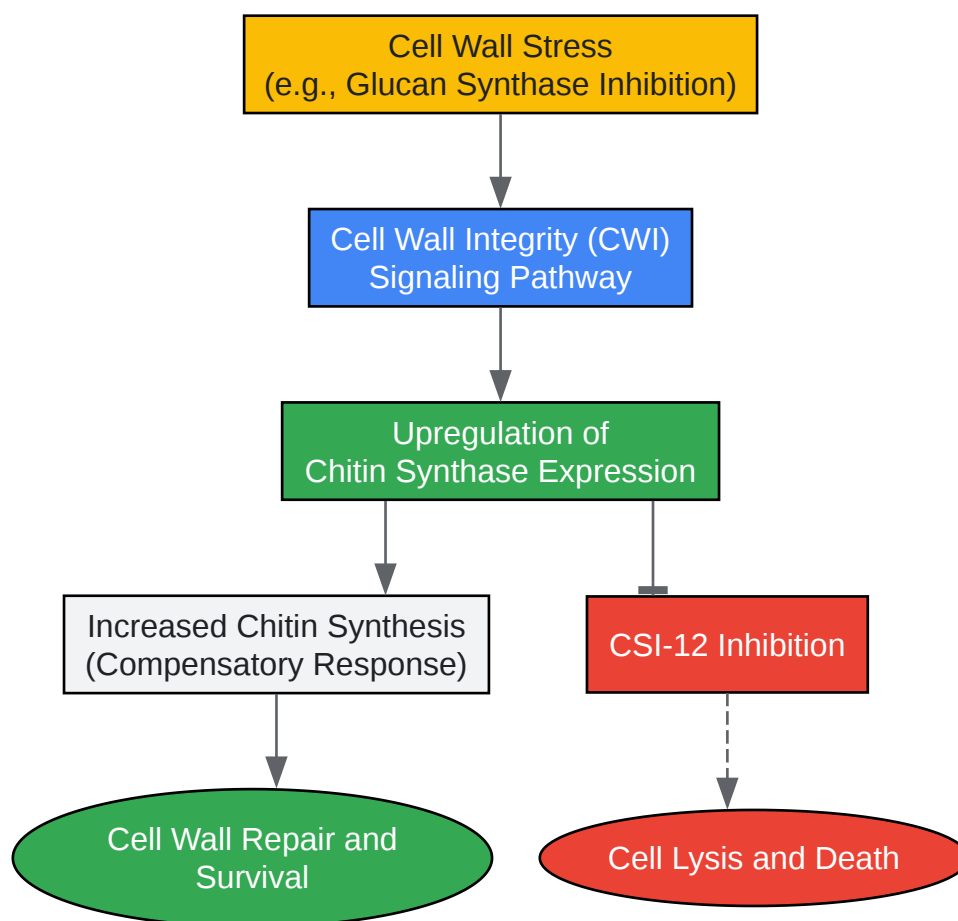 Cell Wall Stress
(e.g., Glucan Synthase Inhibition)
Cell Wall Integrity (CWI)
Signaling Pathway
Upregulation of
Chitin Synthase Expression
Increased Chitin Synthesis
(Compensatory Response)
CSI-12 Inhibition
Cell Wall Repair and
Survival
Cell Lysis and Death